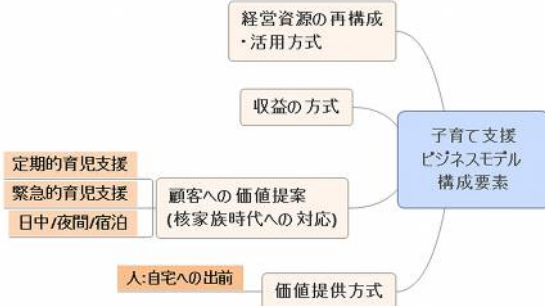 経営資源の再構成
・活用方式
収益の方式
子育て支援
ビジネスモデル
構成要素
定期的育児支援
緊急的育児支援
日中/夜間/宿泊
顧客への価値提案
(核家族時代への対応)
人:自宅への出前
価値提供方式